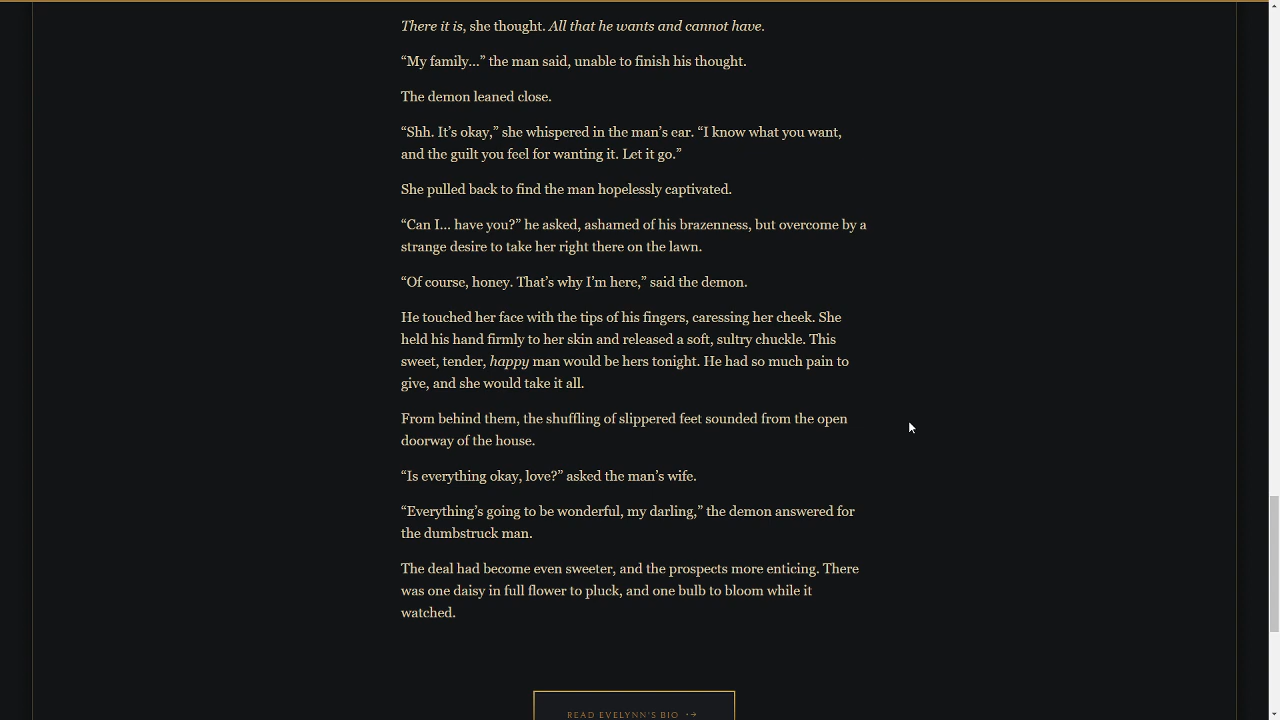 There it is, she thought. All that he wants and cannot have.
“My family...” the man said, unable to finish his thought.
The demon leaned close.
“Shh. It’s okay,” she whispered in the man’s ear. “I know what you want,
and the guilt you feel for wanting it. Let it go.”
She pulled back to find the man hopelessly captivated.
“Can I... have you?” he asked, ashamed of his brazenness, but overcome by a
strange desire to take her right there on the lawn.
“Of course, honey. That’s why I’m here,” said the demon.
He touched her face with the tips of his fingers, caressing her cheek. She
held his hand firmly to her skin and released a soft, sultry chuckle. This
sweet, tender, happy man would be hers tonight. He had so much pain to
give, and she would take it all.
From behind them, the shuffling of slippered feet sounded from the open
doorway of the house.
“Is everything okay, love?” asked the man’s wife.
“Everything’s going to be wonderful, my darling,” the demon answered for
the dumbstruck man.
The deal had become even sweeter, and the prospects more enticing. There
was one daisy in full flower to pluck, and one bulb to bloom while it
watched.
READ EVELYNN'S BIO